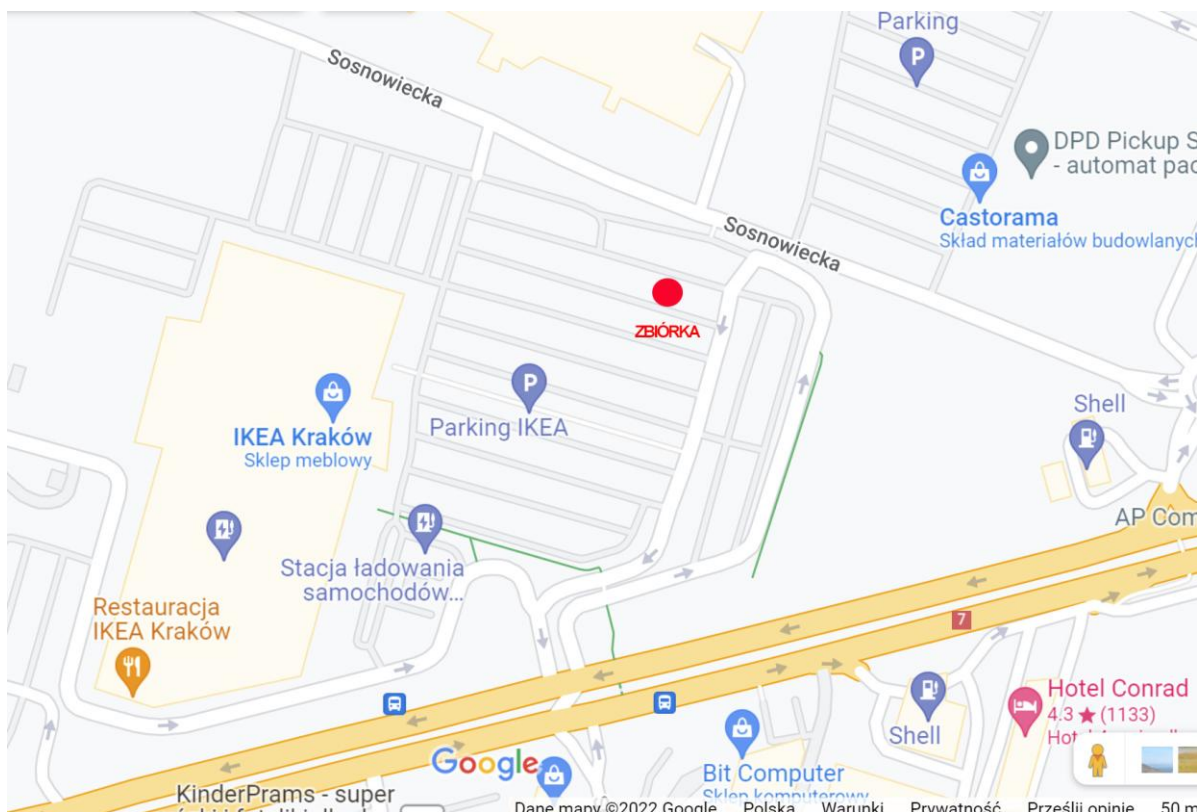 Parking
P
Sosnowiecka
DPD Pickup S
- automat pac
Castorama
Skład materiałów budowlanych
Sosnowiecka
ZBIÓRKA
P
Parking IKEA
IKEA Kraków
Sklep meblowy
Shell
AP Com
Stacja ładowania
samochodów...
Restauracja
IKEA Kraków
7
Hotel Conrad
4.3 ★ (1133)
Shell
Google
Bit Computer
Sklep komputerowy
KinderPrams - super
Dane mapy ©2022 Google Polska Warunki Prywatność Prześlij opinię 50 m